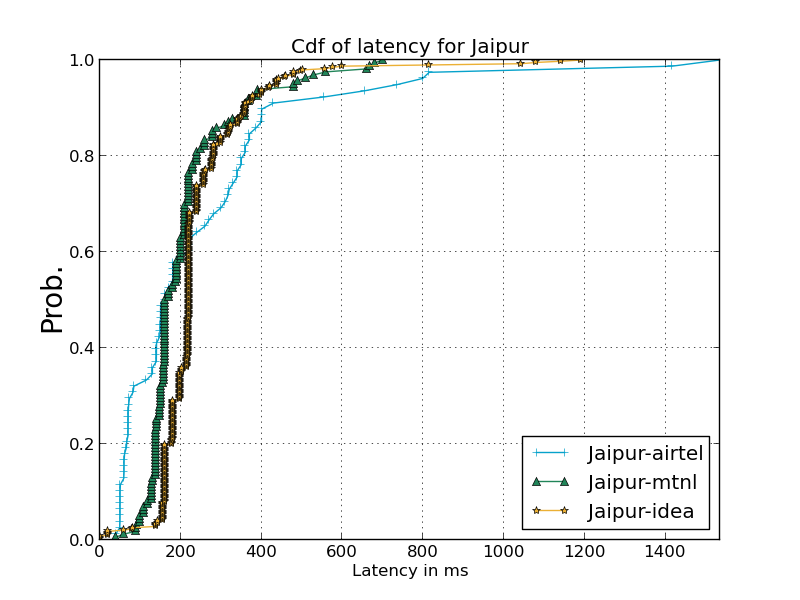 Cdf of latency for Jaipur
Prob.
1.0
0.8
0.6
0.4
0.2
0.0
Jaipur-airtel
Jaipur-mtnl
Jaipur-idea
0 200 400 600 800 1000 1200 1400
Latency in ms